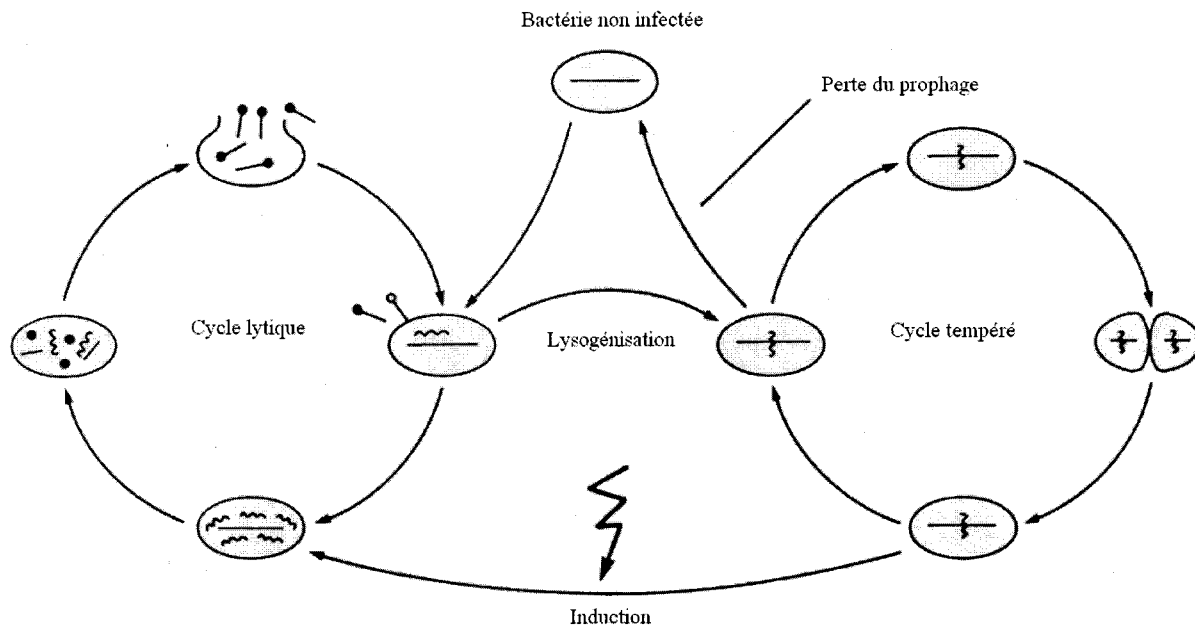 Bactérie non infectée
Perte du prophage
Cycle lytique
Lysogénisation
Cycle tempéré
Induction